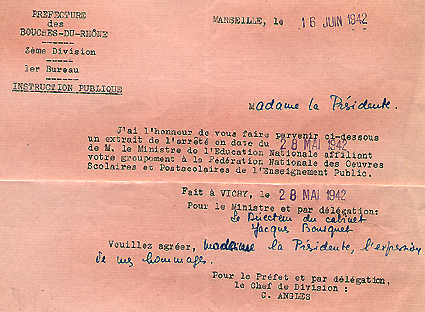 PREFECTURE
des
BOUCHES-DU-RHÔNE
2ème Division
1er Bureau
INSTRUCTION PUBLIQUE
MARSEILLE, le 16 JUIN 1942
Madame la Présidente.
J'ai l'honneur de vous faire parvenir ci-dessous
un extrait de l'arrêté en date du 28 MAI 1942
de M. le Ministre de l'Education Nationale affiliant
votre groupement à la Fédération Nationale des Oeuvres
Scolaires et Postscolaires de l'Enseignement Public.
Fait à VICHY, le 28 MAI 1942
Pour le Ministre et par délégation:
Le Directeur du cabinet
Jacques Bousquet
Veuillez agréer, madame la Présidente, l'expression
de mes hommages.
Pour le Préfet et par délégation,
le Chef de Division :
C. ANGLES